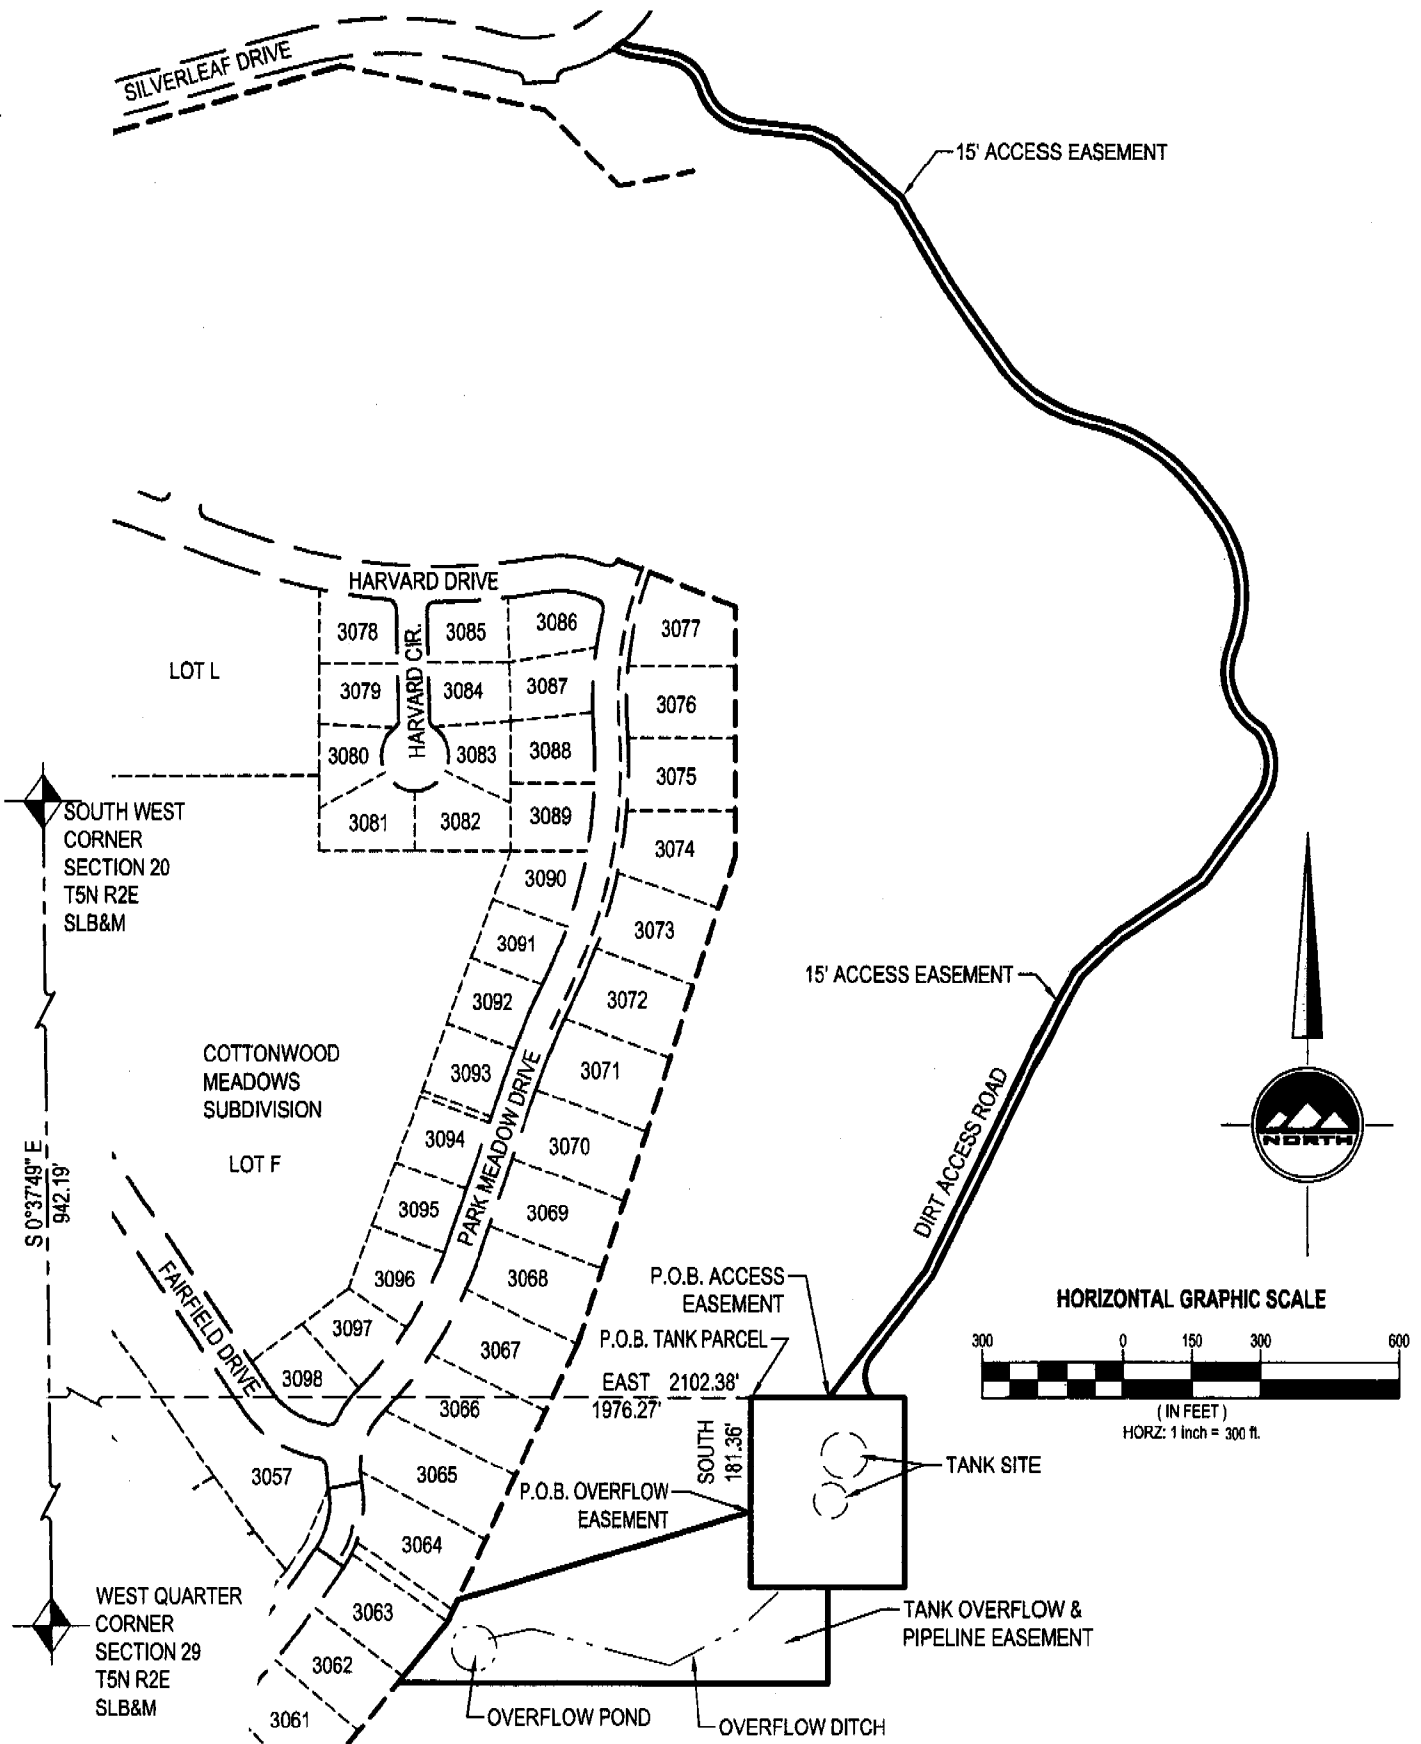 SILVERLEAF DRIVE
15' ACCESS EASEMENT
HARVARD DRIVE
HARVARD CIR.
3078
3085
3086
3077
LOT L
3079
3084
3087
3076
3080
3083
3088
3075
3081
3082
3089
3074
SOUTH WEST
CORNER
SECTION 20
T5N R2E
SLB&M
3090
3091
3073
3092
3072
15' ACCESS EASEMENT
COTTONWOOD
MEADOWS
SUBDIVISION
LOT F
3093
3071
3094
3070
PARK MEADOW DRIVE
3095
3069
3096
3068
3097
3067
3098
3066
S 0°37'49" E
942.19'
FAIRFIELD DRIVE
DIRT ACCESS ROAD
NORTH
P.O.B. ACCESS
EASEMENT
P.O.B. TANK PARCEL
EAST 2102.38'
1976.27'
SOUTH
181.36'
HORIZONTAL GRAPHIC SCALE
300 0 150 300 600
( IN FEET )
HORZ: 1 inch = 300 ft.
TANK SITE
3057
3065
P.O.B. OVERFLOW
EASEMENT
3064
3063
3062
3061
WEST QUARTER
CORNER
SECTION 29
T5N R2E
SLB&M
TANK OVERFLOW &
PIPELINE EASEMENT
OVERFLOW POND
OVERFLOW DITCH